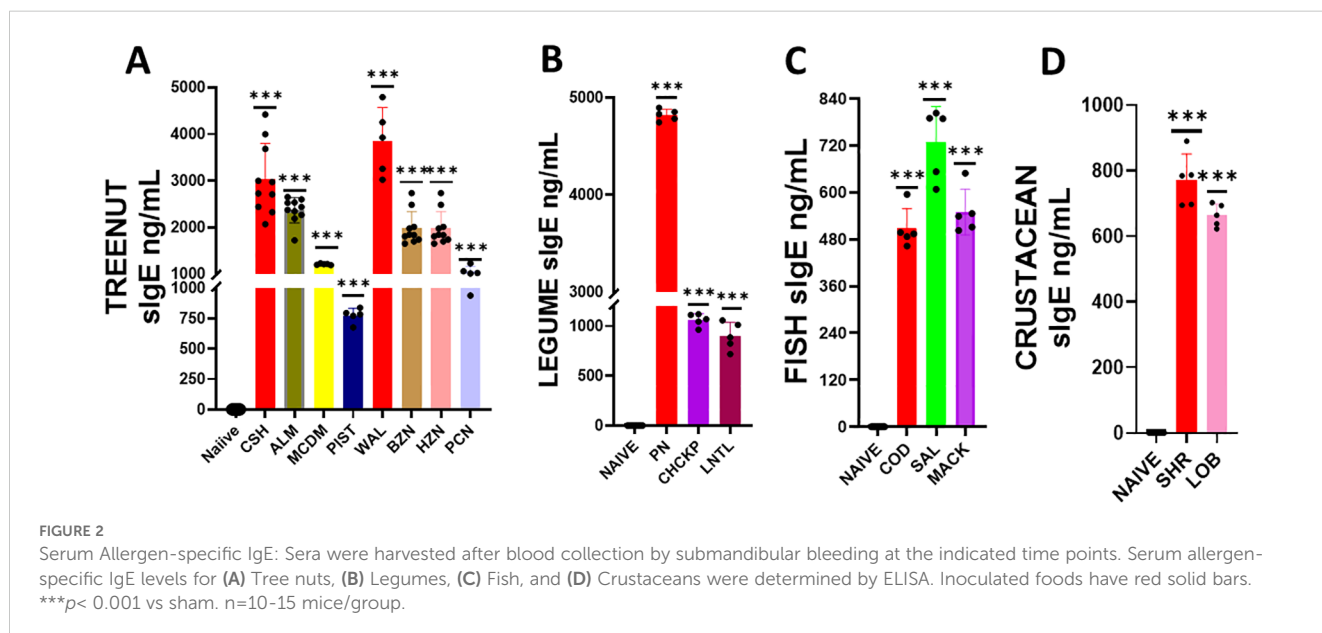 A
TREENUT
sIgE ng/mL
5000
4000
3000
2000
1000
1000
750
500
250
0
***
***
***
***
***
***
***
***
Naiive
CSH
ALM
MCDM
PIST
WAL
BZN
HZN
PCN
B
LEGUME sIgE ng/mL
5000
4000
3000
1000
500
0
***
***
***
NAIVE
PN
CHCKP
LNTL
C
FISH sIgE ng/mL
840
720
600
480
360
240
120
0
***
***
***
NAIVE
COD
SAL
MACK
D
CRUSTACEAN
sIgE ng/mL
1000
800
600
400
200
0
***
***
NAIVE
SHR
LOB
FIGURE 2
Serum Allergen-specific IgE: Sera were harvested after blood collection by submandibular bleeding at the indicated time points. Serum allergen-
specific IgE levels for (A) Tree nuts, (B) Legumes, (C) Fish, and (D) Crustaceans were determined by ELISA. Inoculated foods have red solid bars.
***p< 0.001 vs sham. n=10-15 mice/group.